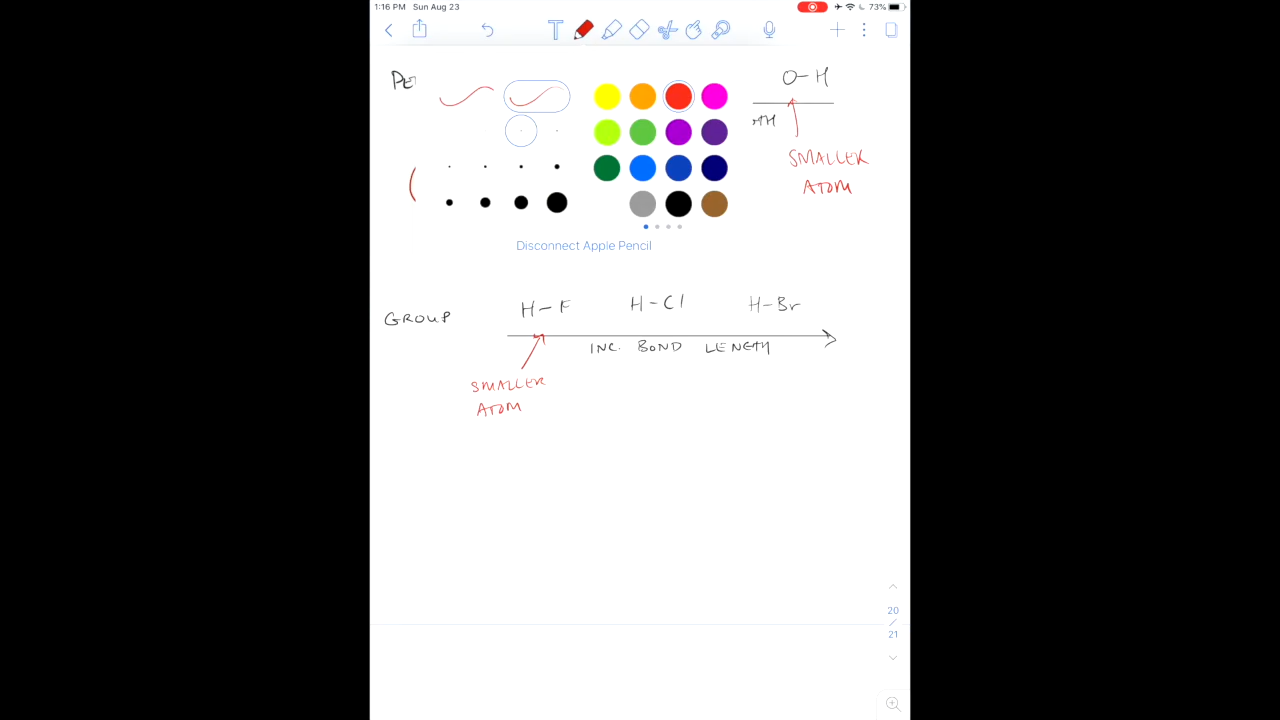 1:16 PM Sun Aug 23
73%
T
O-H
SMALLER
ATOM
Disconnect Apple Pencil
H-F H-Cl H-Br
GROUP
INC. BOND LENGTH
SMALLER
ATOM
20
/
21